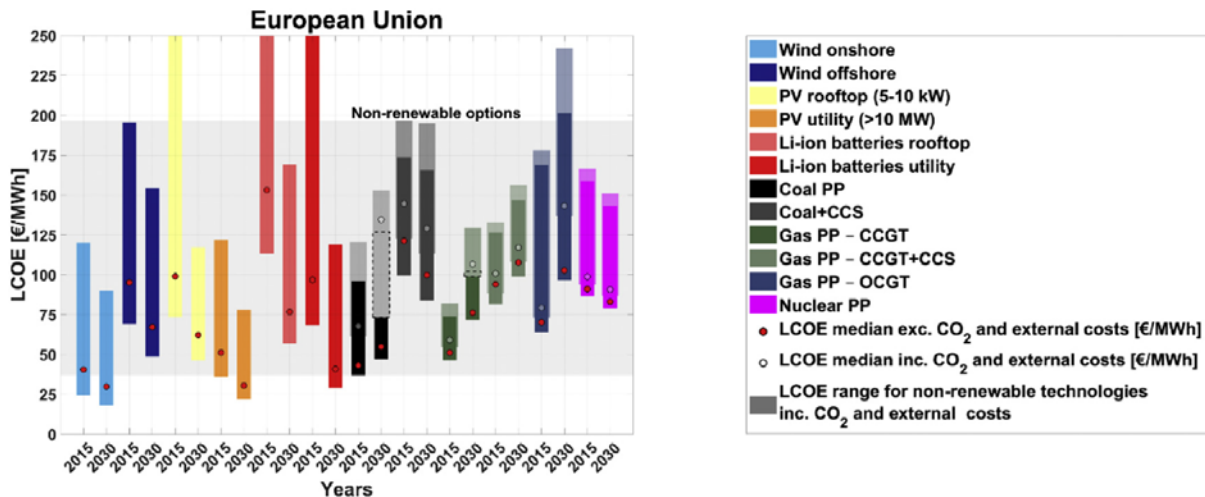 European Union
250
225
200
175
150
125
100
75
50
25
0
LCOE [€/MWh]
Non-renewable options
2015 2030 2015 2030 2015 2030 2015 2030 2015 2030 2015 2030 2015 2030 2015 2030 2015 2030 2015 2030 2015 2030 2015 2030
Years
Wind onshore
Wind offshore
PV rooftop (5-10 kW)
PV utility (>10 MW)
Li-ion batteries rooftop
Li-ion batteries utility
Coal PP
Coal+CCS
Gas PP – CCGT
Gas PP – CCGT+CCS
Gas PP – OCGT
Nuclear PP
LCOE median exc. CO₂ and external costs [€/MWh]
LCOE median inc. CO₂ and external costs [€/MWh]
LCOE range for non-renewable technologies
inc. CO₂ and external costs